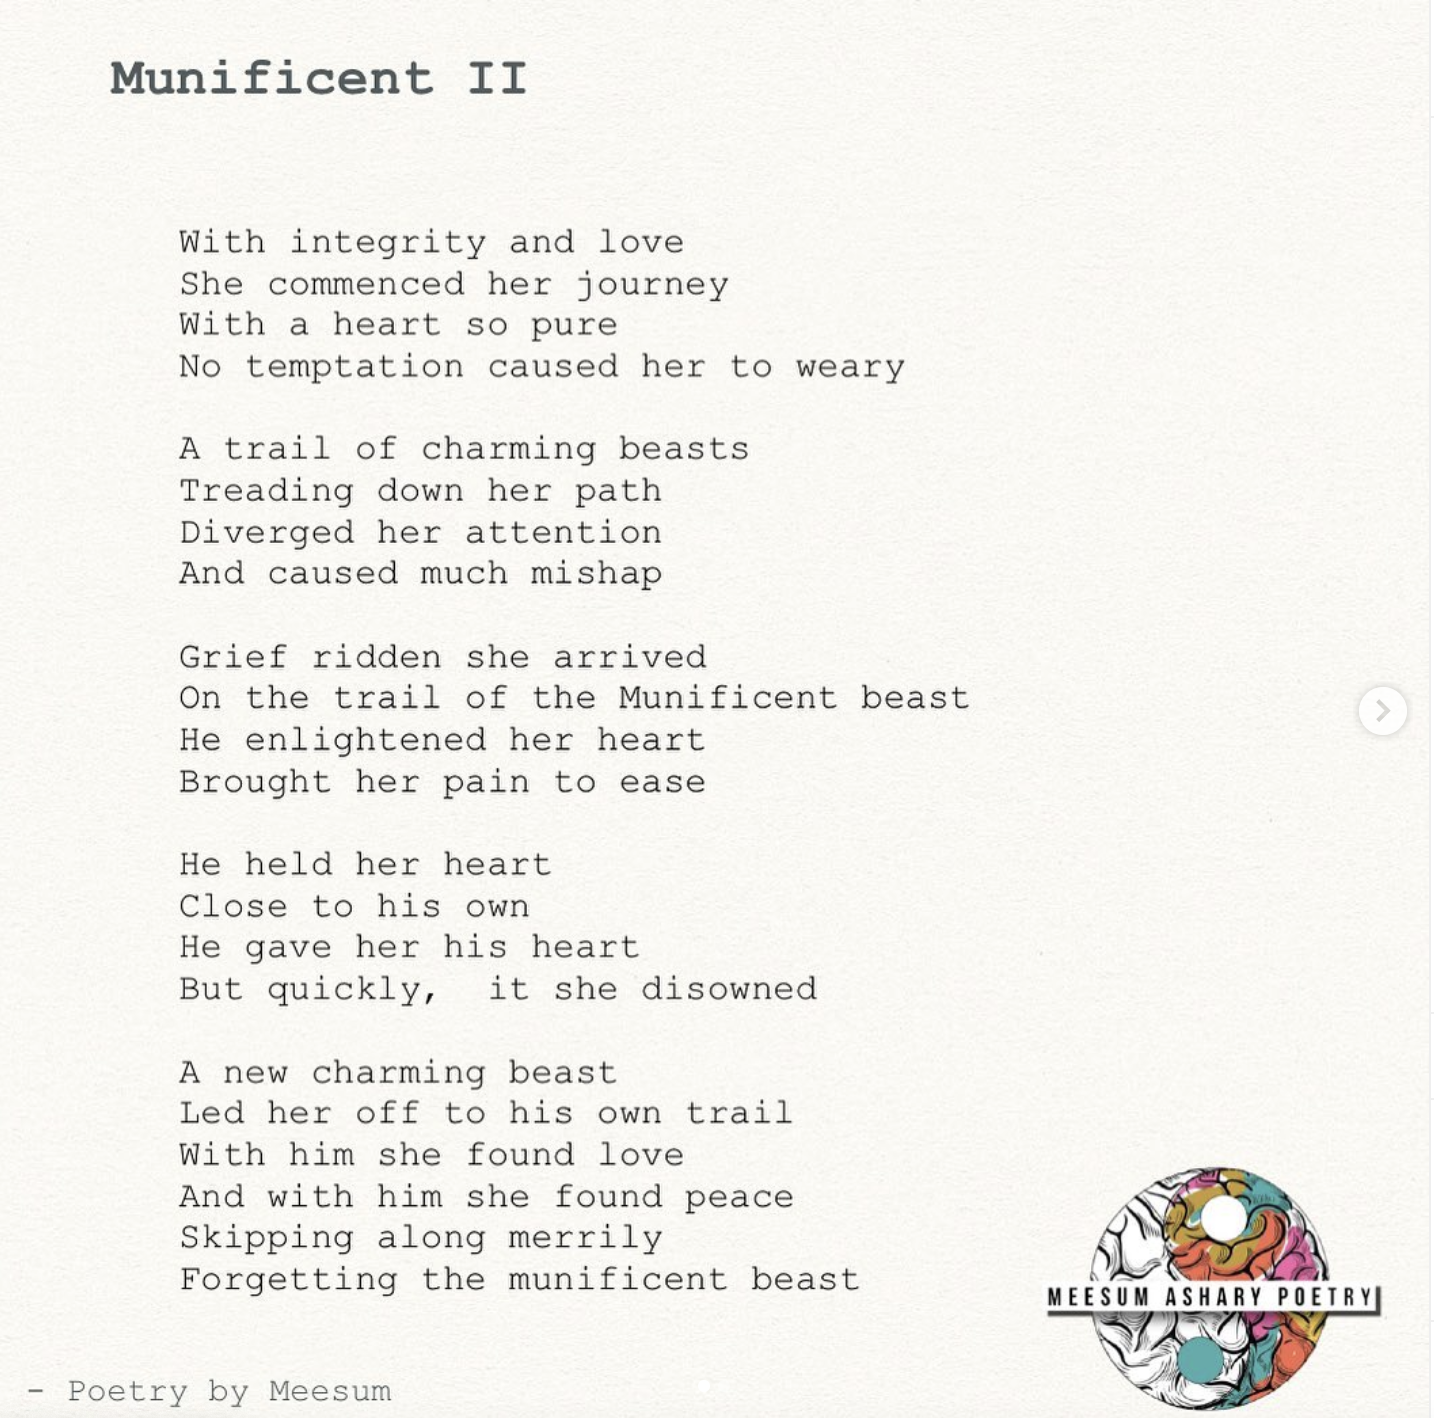 Munificent II
With integrity and love
She commenced her journey
With a heart so pure
No temptation caused her to weary
A trail of charming beasts
Treading down her path
Diverged her attention
And caused much mishap
Grief ridden she arrived
On the trail of the Munificent beast
He enlightened her heart
Brought her pain to ease
He held her heart
Close to his own
He gave her his heart
But quickly,  it she disowned
A new charming beast
Led her off to his own trail
With him she found love
And with him she found peace
Skipping along merrily
Forgetting the munificent beast
MEESUM ASHARY POETRY
- Poetry by Meesum